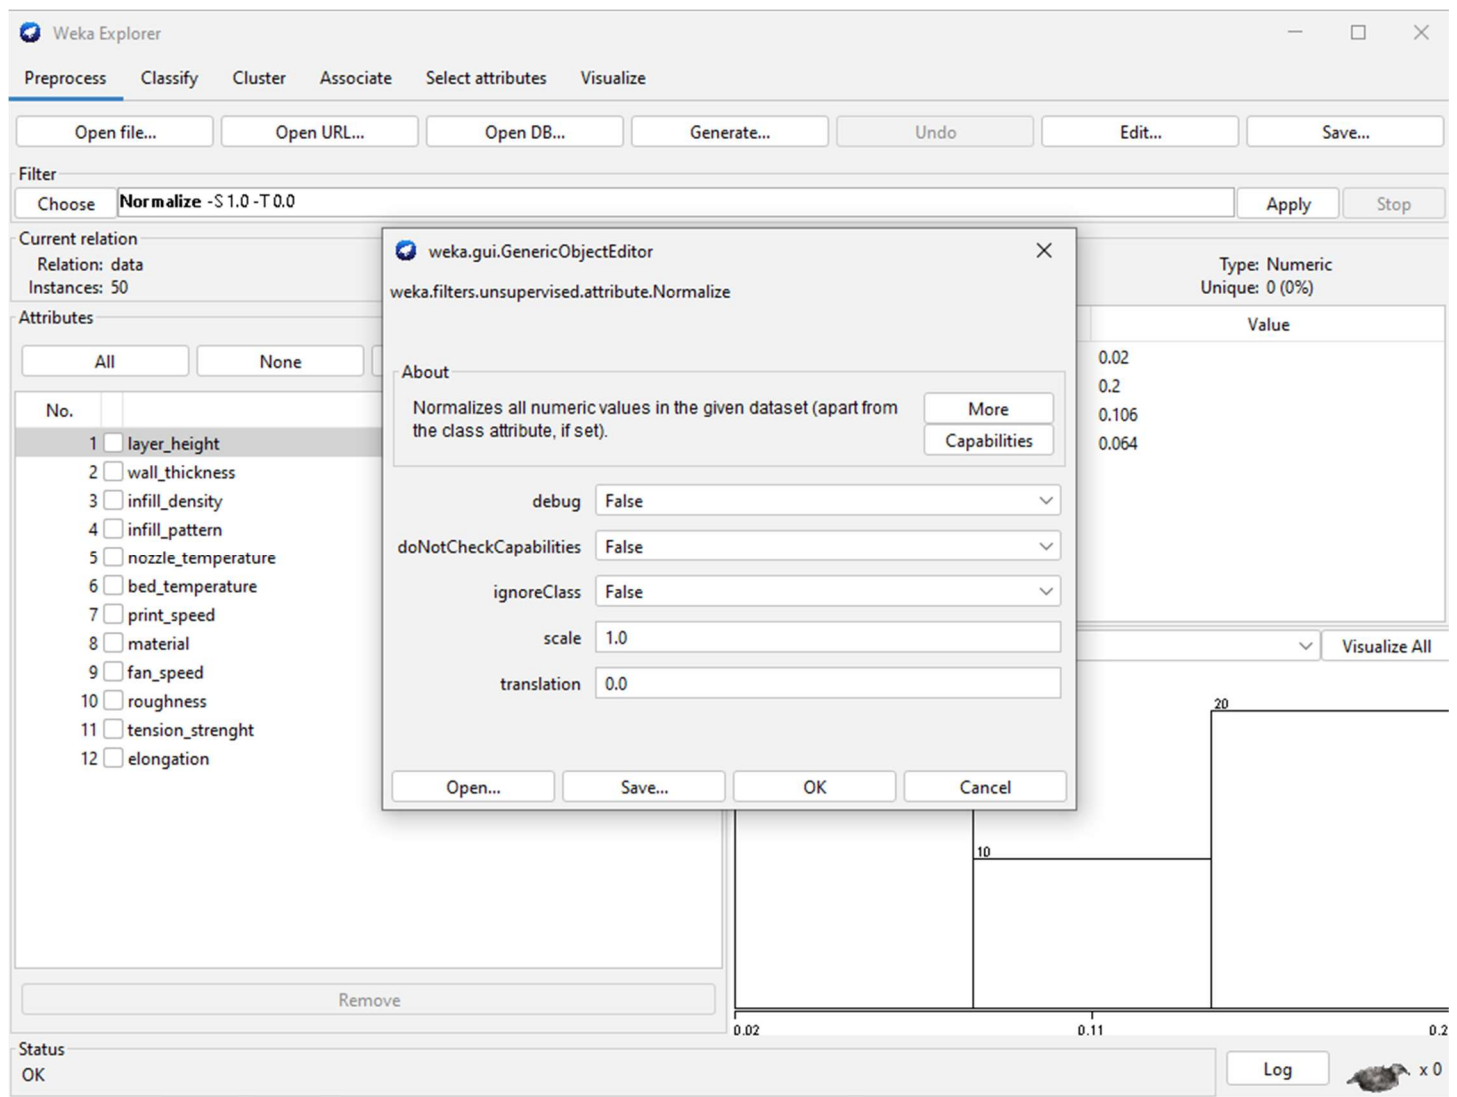 Weka Explorer
Preprocess Classify Cluster Associate Select attributes Visualize
Open file... Open URL... Open DB... Generate... Undo Edit... Save...
Filter
Choose Normalize -S 1.0 -T 0.0 Apply Stop
Current relation
Relation: data
Instances: 50
Type: Numeric
Unique: 0 (0%)
Attributes
All None
No.
1 layer_height
2 wall_thickness
3 infill_density
4 infill_pattern
5 nozzle_temperature
6 bed_temperature
7 print_speed
8 material
9 fan_speed
10 roughness
11 tension_strenght
12 elongation
Remove
weka.gui.GenericObjectEditor
weka.filters.unsupervised.attribute.Normalize
About
Normalizes all numeric values in the given dataset (apart from
the class attribute, if set).
More
Capabilities
debug False
doNotCheckCapabilities False
ignoreClass False
scale 1.0
translation 0.0
Open... Save... OK Cancel
Value
0.02
0.2
0.106
0.064
Visualize All
20
10
0.02 0.11 0.2
Status
OK
Log x 0